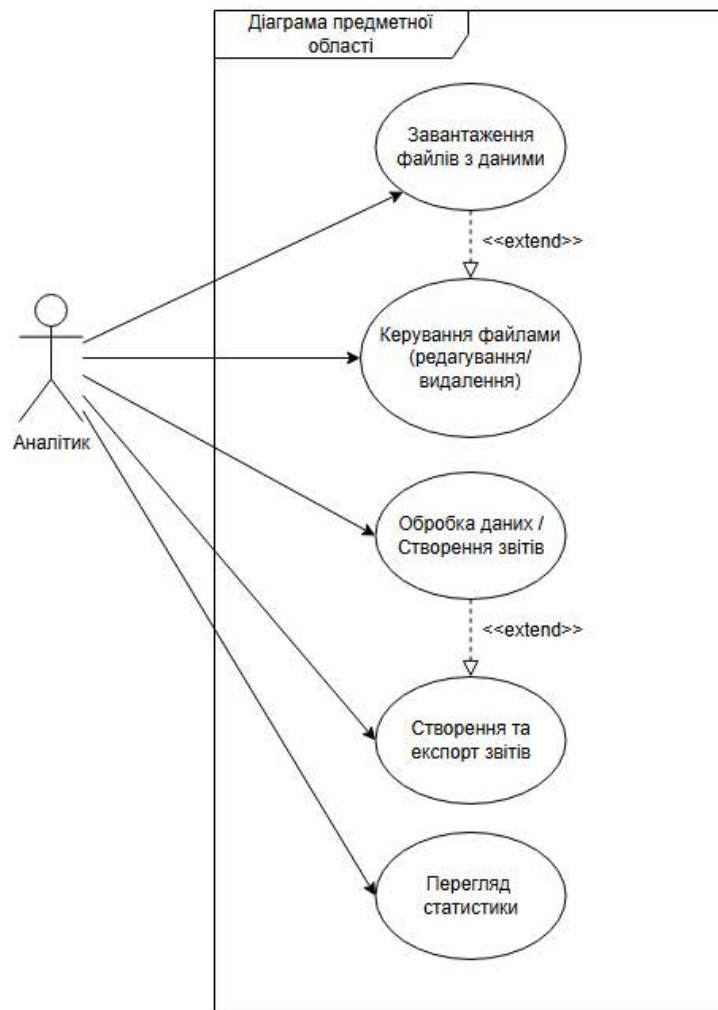 Діаграма предметної
області
Завантаження
файлів з даними
<<extend>>
Керування файлами
(редагування/
видалення)
Аналітик
Обробка даних /
Створення звітів
<<extend>>
Створення та
експорт звітів
Перегляд
статистики